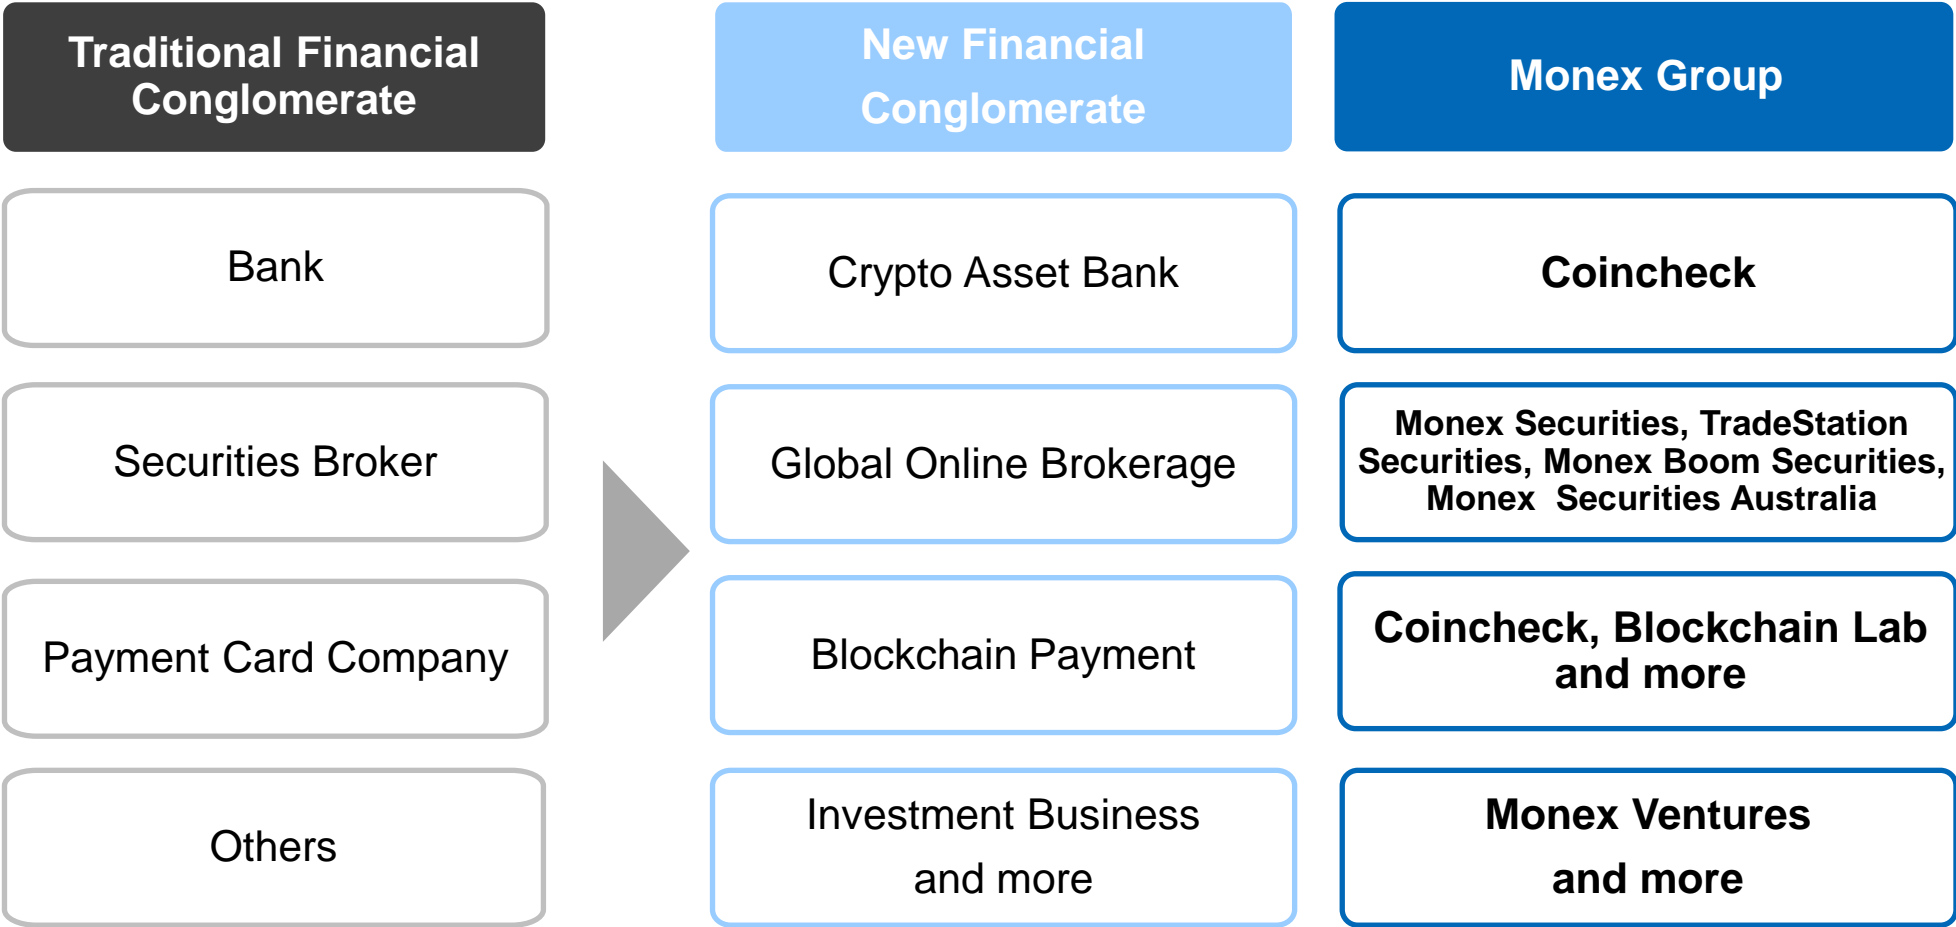 Traditional Financial
Conglomerate
New Financial
Conglomerate
Monex Group
Bank
Crypto Asset Bank
Coincheck
Securities Broker
Global Online Brokerage
Monex Securities, TradeStation
Securities, Monex Boom Securities,
Monex  Securities Australia
Payment Card Company
Blockchain Payment
Coincheck, Blockchain Lab
and more
Others
Investment Business
and more
Monex Ventures
and more